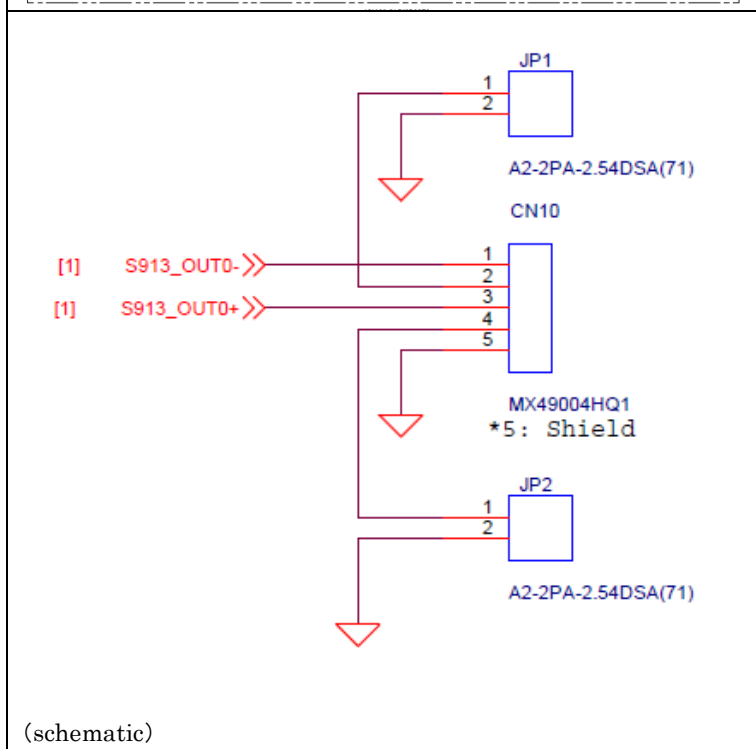 JP1
1
2
A2-2PA-2.54DSA(71)
CN10
[1] S913_OUT0-
1
2
[1] S913_OUT0+
3
4
5
MX49004HQ1
*5: Shield
JP2
1
2
A2-2PA-2.54DSA(71)
(schematic)